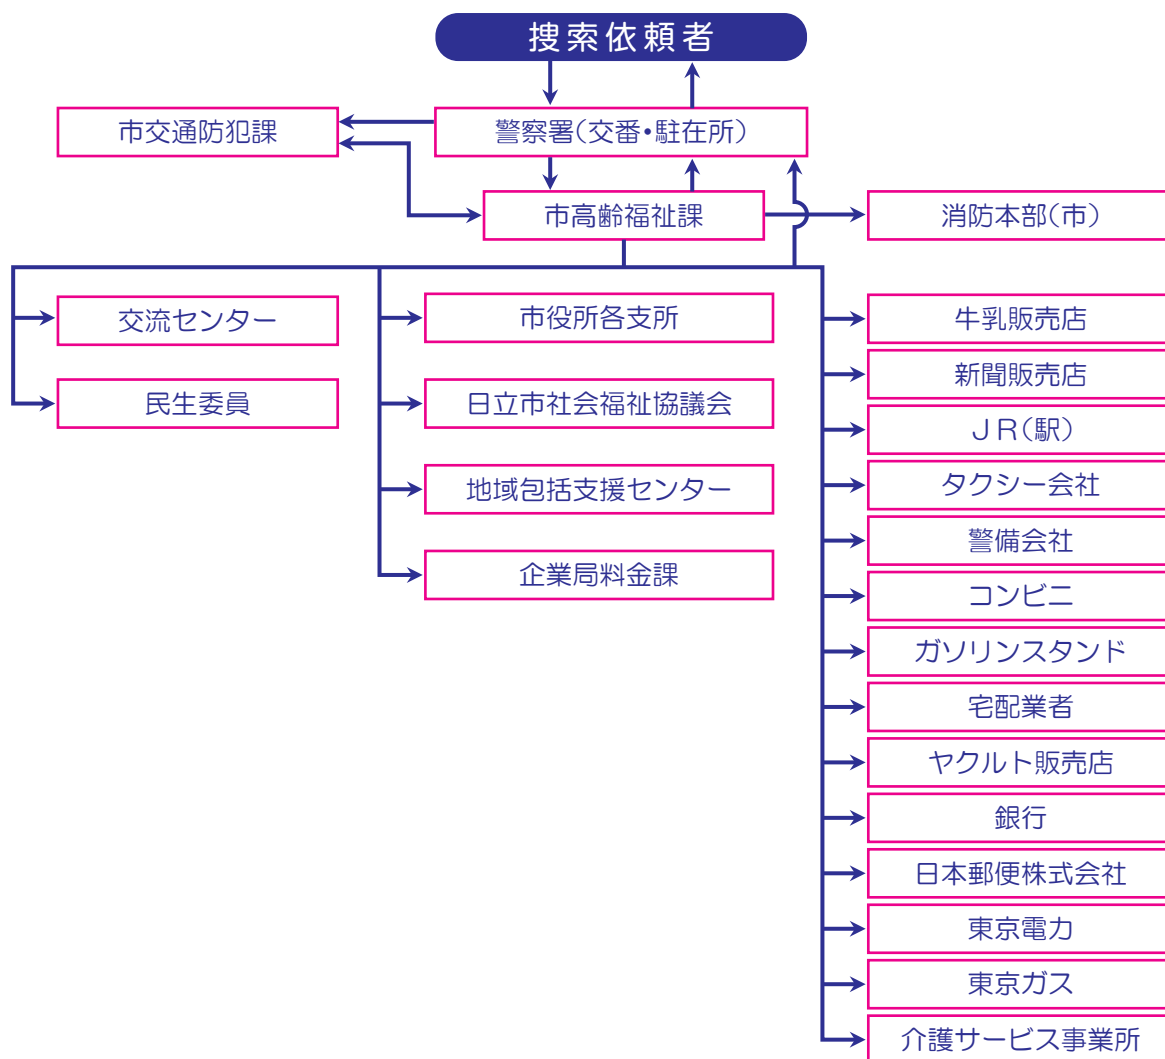 捜索依頼者
市交通防犯課
警察署(交番・駐在所)
市高齢福祉課
消防本部(市)
交流センター
民生委員
市役所各支所
日立市社会福祉協議会
地域包括支援センター
企業局料金課
牛乳販売店
新聞販売店
JR(駅)
タクシー会社
警備会社
コンビニ
ガソリンスタンド
宅配業者
ヤクルト販売店
銀行
日本郵便株式会社
東京電力
東京ガス
介護サービス事業所